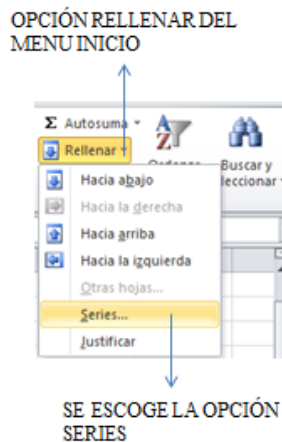 OPCIÓN RELLENAR DEL
MENU INICIO
Σ Autosuma
Rellenar
Buscar y
Hacia abajo
Hacia la derecha
Hacia arriba
Hacia la izquierda
Otras hojas...
Series...
Justificar
SE ESCOGE LA OPCIÓN
SERIES